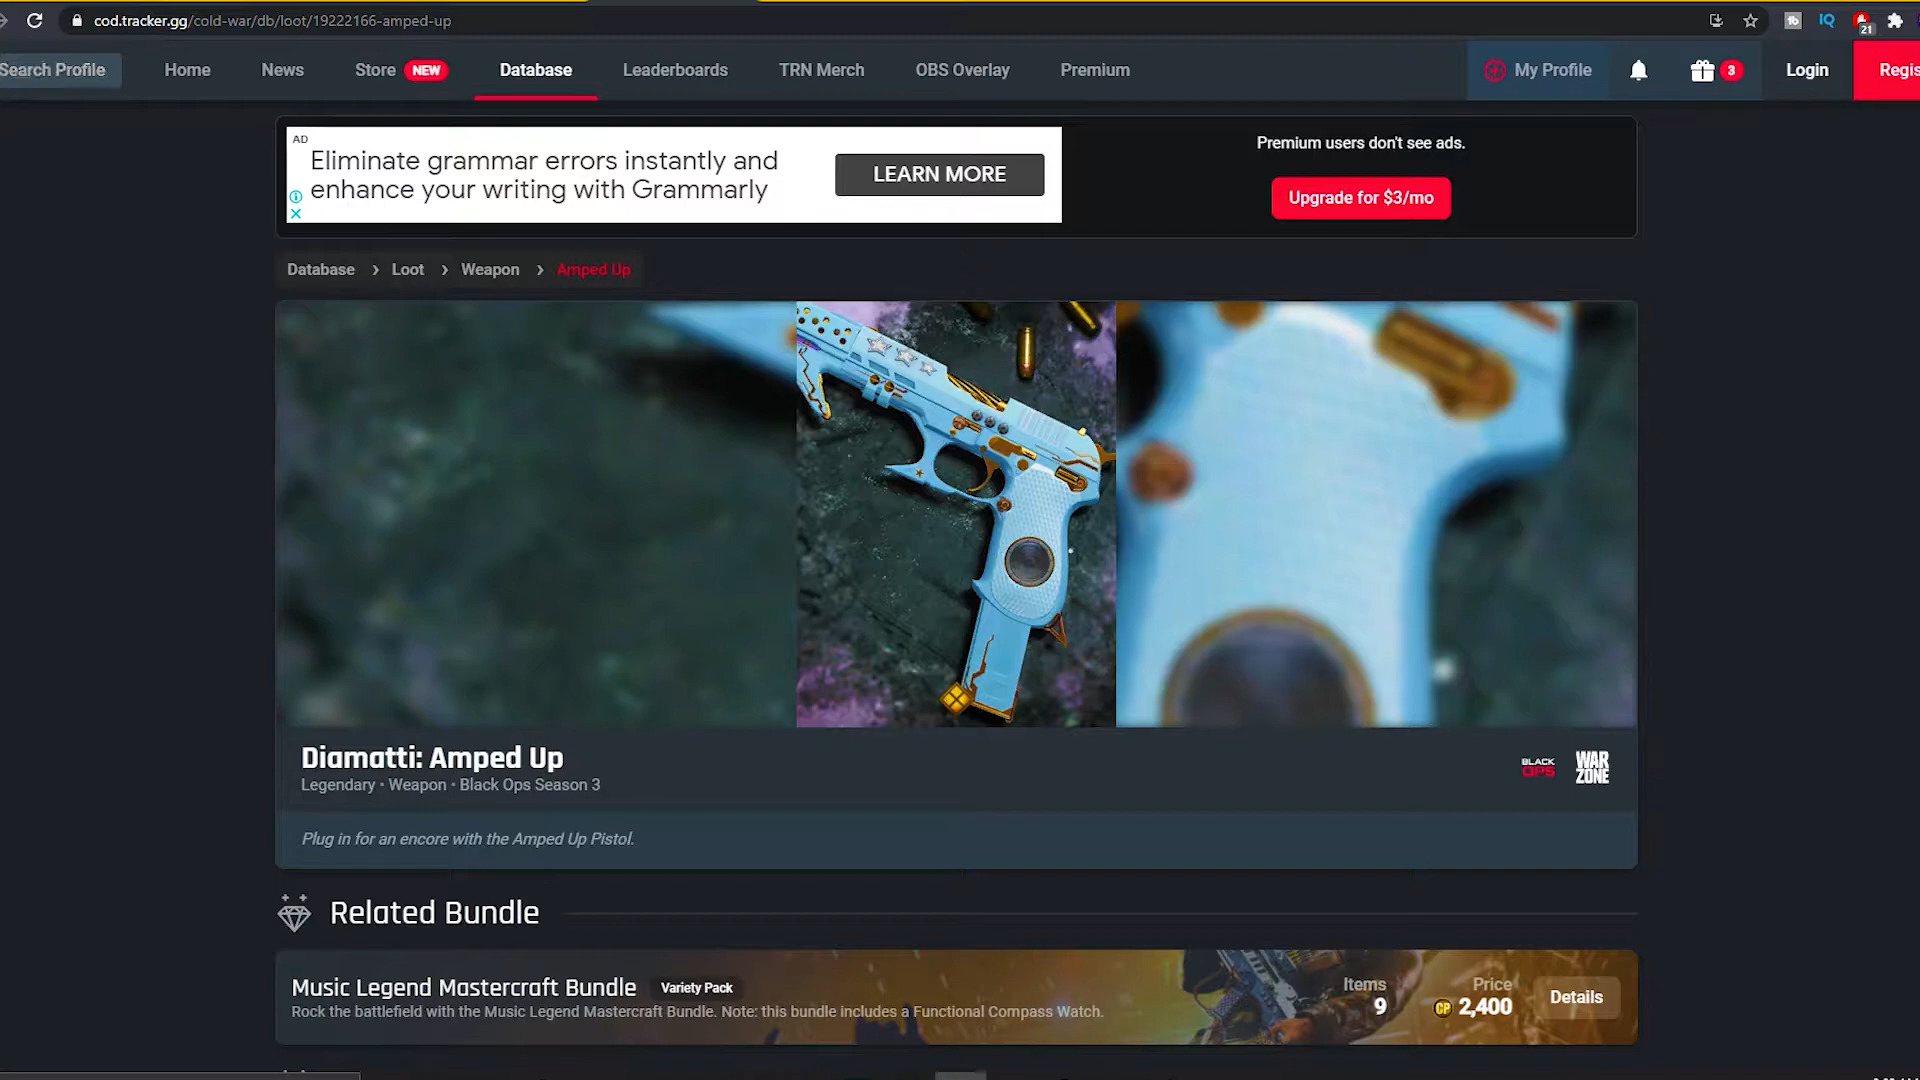 cod.tracker.gg/cold-war/db/loot/19222166-amped-up
IQ
21
Search Profile
Home
News
Store NEW
Database
Leaderboards
TRN Merch
OBS Overlay
Premium
My Profile
3
Login
Regis
AD
Eliminate grammar errors instantly and
enhance your writing with Grammarly
LEARN MORE
Premium users don't see ads.
Upgrade for $3/mo
Database › Loot › Weapon › Amped Up
Diamatti: Amped Up
Legendary • Weapon • Black Ops Season 3
BLACK
OPS
WAR
ZONE
Plug in for an encore with the Amped Up Pistol.
Related Bundle
Music Legend Mastercraft Bundle Variety Pack
Rock the battlefield with the Music Legend Mastercraft Bundle. Note: this bundle includes a Functional Compass Watch.
Items
9
Price
CP 2,400
Details